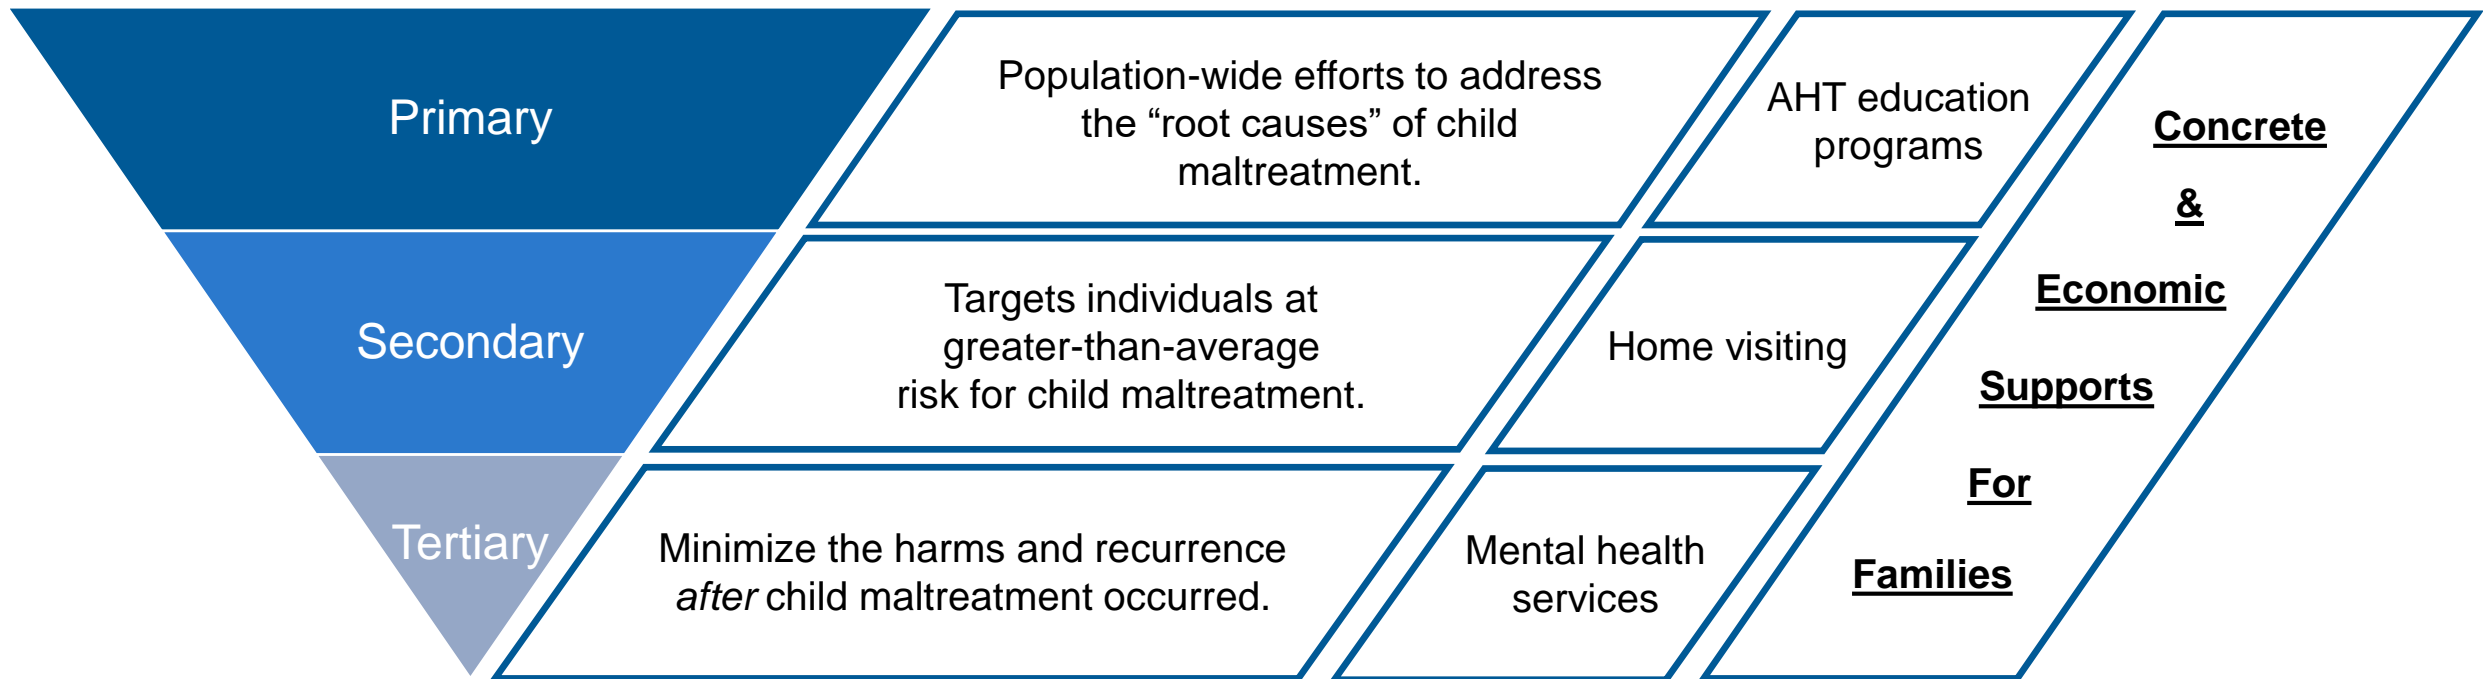 Primary
Population-wide efforts to address
the “root causes” of child
maltreatment.
AHT education
programs
Secondary
Targets individuals at
greater-than-average
risk for child maltreatment.
Home visiting
Tertiary
Minimize the harms and recurrence
after child maltreatment occurred.
Mental health
services
Concrete
&
Economic
Supports
For
Families